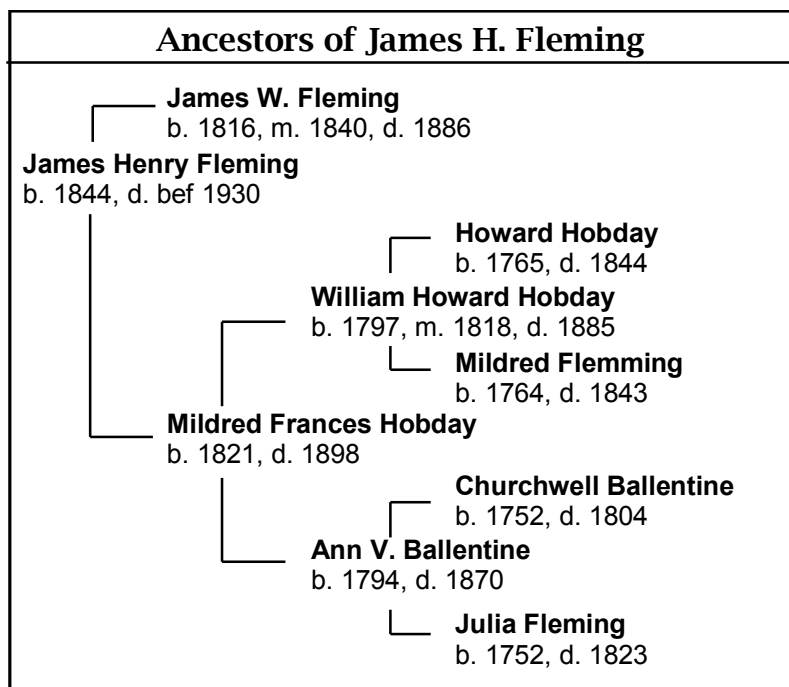 Ancestors of James H. Fleming
James W. Fleming
b. 1816, m. 1840, d. 1886
James Henry Fleming
b. 1844, d. bef 1930
Howard Hobday
b. 1765, d. 1844
William Howard Hobday
b. 1797, m. 1818, d. 1885
Mildred Flemming
b. 1764, d. 1843
Mildred Frances Hobday
b. 1821, d. 1898
Churchwell Ballentine
b. 1752, d. 1804
Ann V. Ballentine
b. 1794, d. 1870
Julia Fleming
b. 1752, d. 1823